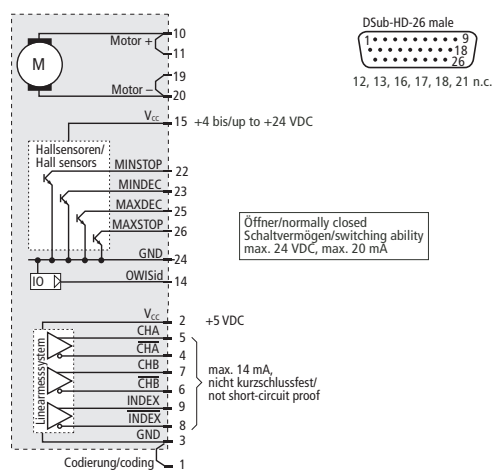 DSub-HD-26 male
1
9
18
26
12, 13, 16, 17, 18, 21 n.c.
M
Motor +
10
11
19
Motor –
20
Vcc
15 +4 bis/up to +24 VDC
Hallsensoren/
Hall sensors
MINSTOP
22
MINDEC
23
MAXDEC
25
MAXSTOP
26
GND
24
IO
OWISid
14
Öffner/normally closed
Schaltvermögen/switching ability
max. 24 VDC, max. 20 mA
Linearmesssystem
Vcc
2 +5 VDC
CHA
5
CHA
4
CHB
7
CHB
6
INDEX
9
INDEX
8
GND
3
max. 14 mA,
nicht kurzschlussfest/
not short-circuit proof
Codierung/coding
1